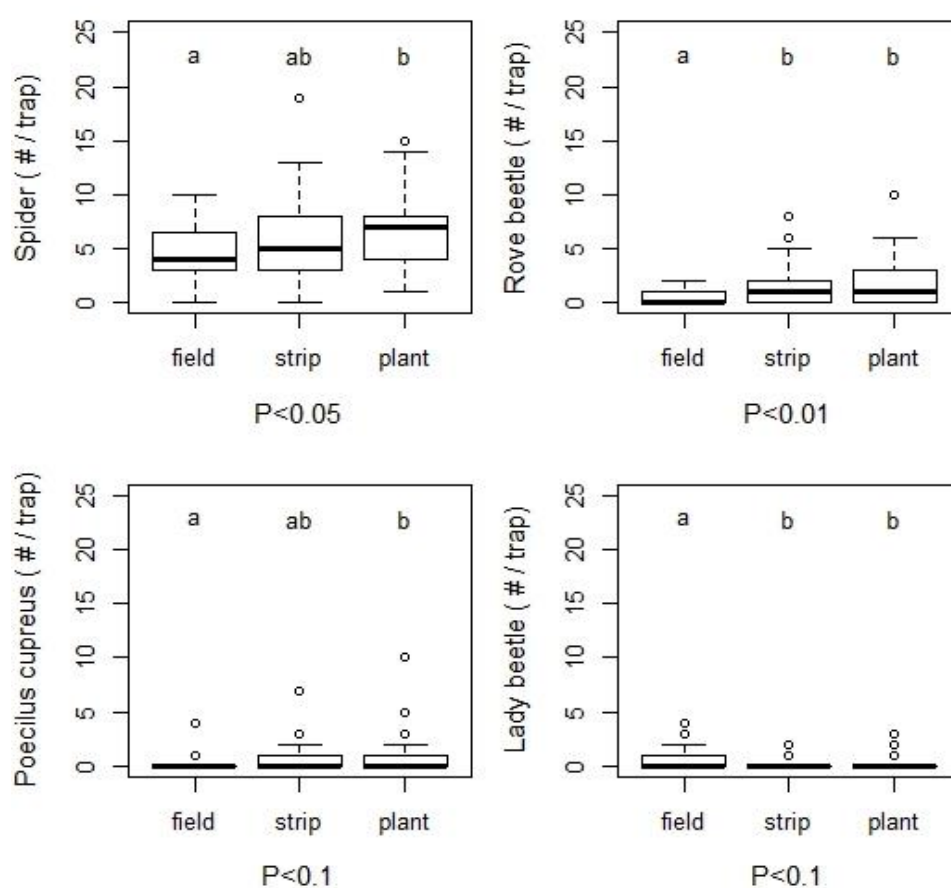 Spider ( # / trap)
25
20
15
10
5
0
a ab b
field strip plant
P<0.05
Rove beetle ( # / trap)
25
20
15
10
5
0
a b b
field strip plant
P<0.01
Poecilus cupreus ( # / trap)
25
20
15
10
5
0
a ab b
field strip plant
P<0.1
Lady beetle ( # / trap)
25
20
15
10
5
0
a b b
field strip plant
P<0.1